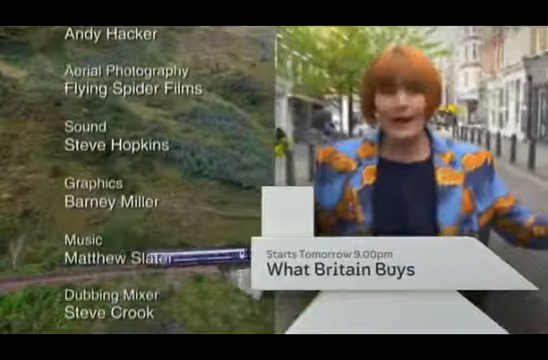 Andy Hacker
Aerial Photography
Flying Spider Films
Sound
Steve Hopkins
Graphics
Barney Miller
Music
Matthew Slater
Dubbing Mixer
Steve Crook
Starts Tomorrow 9.00pm
What Britain Buys